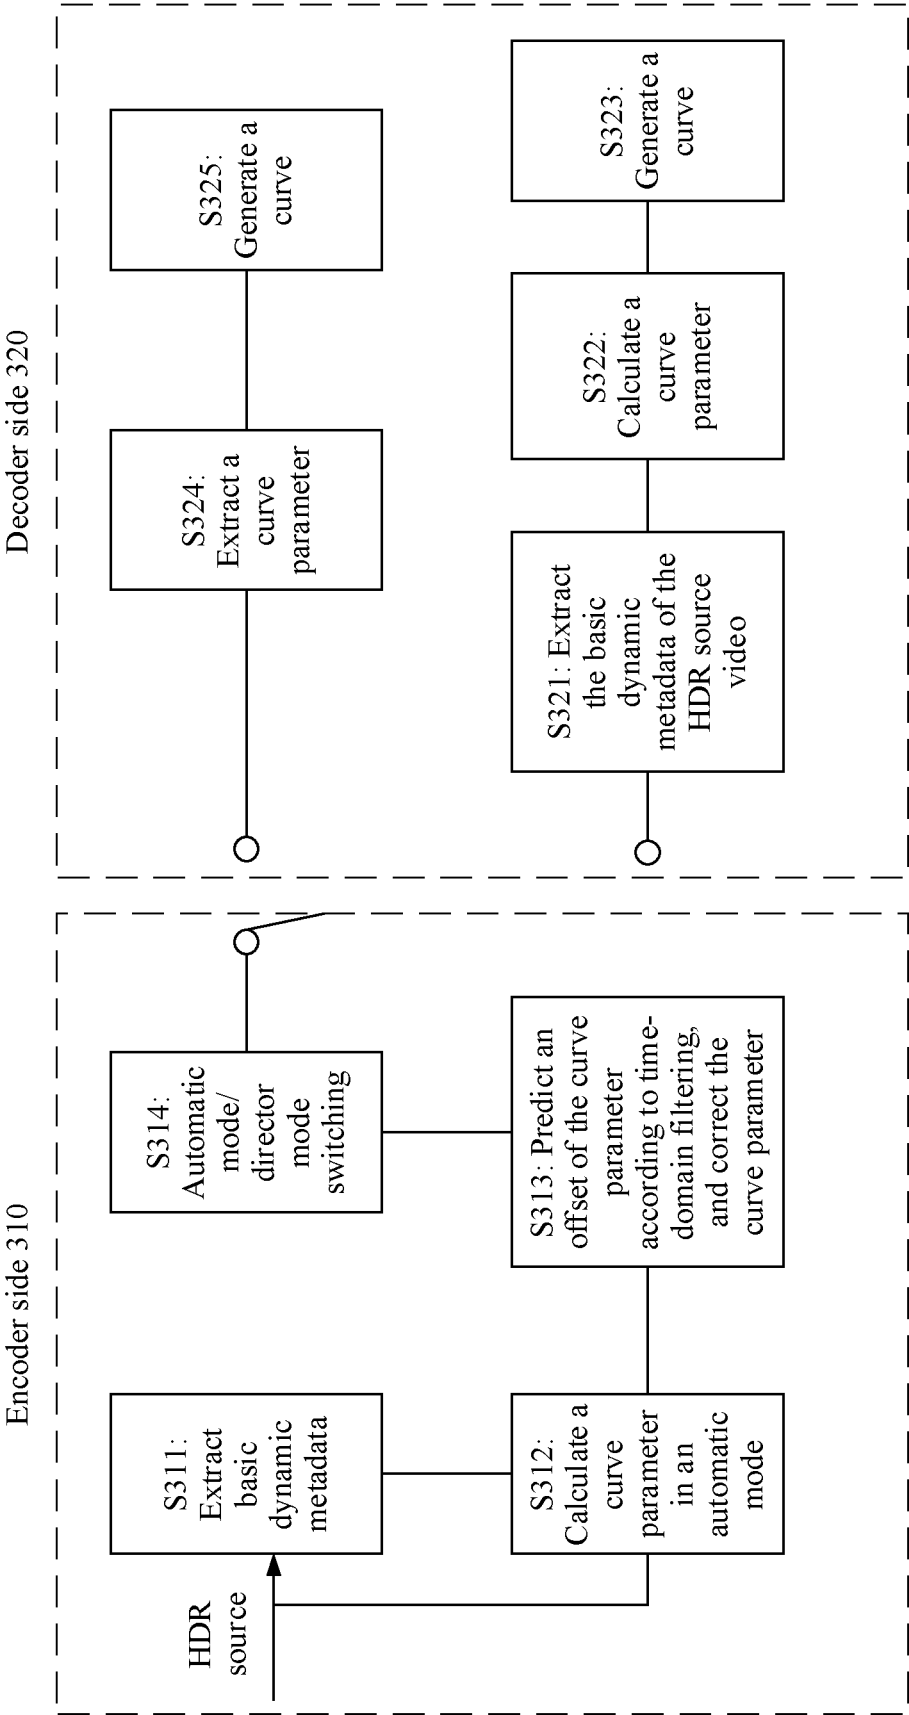 Encoder side 310
HDR
source
S311:
Extract
basic
dynamic
metadata
S312:
Calculate a
curve
parameter
in an
automatic
mode
S313: Predict an
offset of the curve
parameter
according to time-
domain filtering,
and correct the
curve parameter
S314:
Automatic
mode/
director
mode
switching
Decoder side 320
S324:
Extract a
curve
parameter
S325:
Generate a
curve
S321: Extract
the basic
dynamic
metadata of the
HDR source
video
S322:
Calculate a
curve
parameter
S323:
Generate a
curve